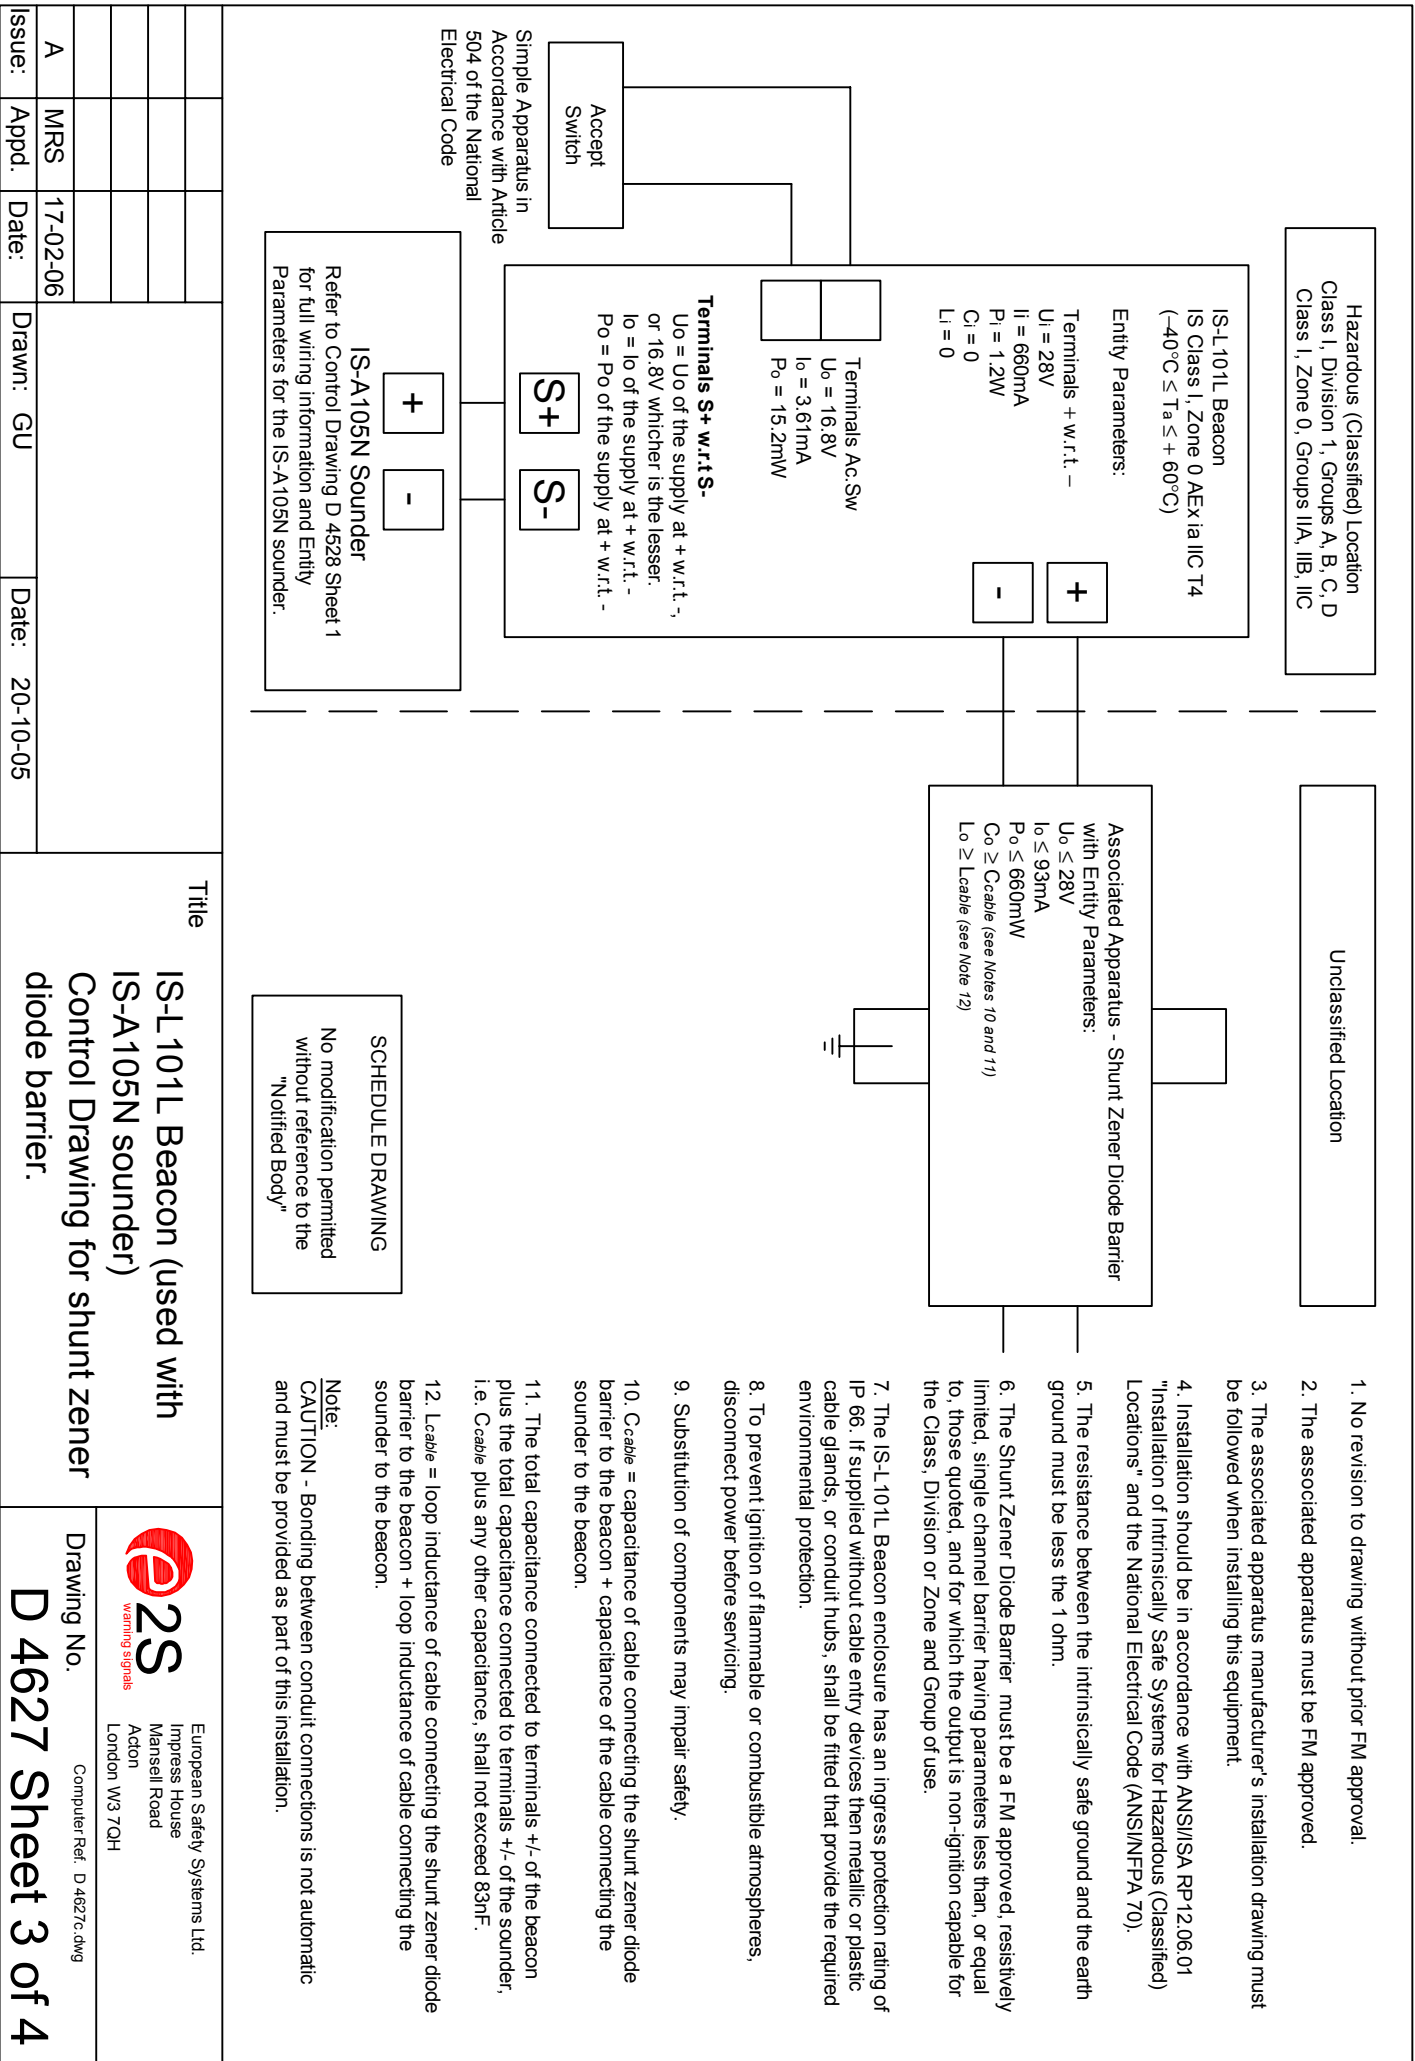 Hazardous (Classified) Location
Class I, Division 1, Groups A, B, C, D
Class I, Zone 0, Groups IIA, IIB, IIC
Unclassified Location
IS-L101L Beacon
IS Class I, Zone 0 AEx ia IIC T4
(–40°C ≤ Ta ≤ + 60°C)
Entity Parameters:
Terminals + w.r.t. –
Ui = 28V
Ii = 660mA
Pi = 1.2W
Ci = 0
Li = 0
+
-
Terminals Ac.Sw
Uo = 16.8V
Io = 3.61mA
Po = 15.2mW
Terminals S+ w.r.t S-
Uo = Uo of the supply at + w.r.t. -,
or 16.8V whicher is the lesser.
Io = Io of the supply at + w.r.t. -
Po = Po of the supply at + w.r.t. -
S+
S-
Accept
Switch
Simple Apparatus in
Accordance with Article
504 of the National
Electrical Code
+
-
IS-A105N Sounder
Refer to Control Drawing D 4528 Sheet 1
for full wiring information and Entity
Parameters for the IS-A105N sounder.
Associated Apparatus - Shunt Zener Diode Barrier
with Entity Parameters:
Uo ≤ 28V
Io ≤ 93mA
Po ≤ 660mW
Co ≥ Ccable (see Notes 10 and 11)
Lo ≥ Lcable (see Note 12)
SCHEDULE DRAWING
No modification permitted
without reference to the
"Notified Body"
1. No revision to drawing without prior FM approval.
2. The associated apparatus must be FM approved.
3. The associated apparatus manufacturer's installation drawing must
be followed when installing this equipment.
4. Installation should be in accordance with ANSI/ISA RP12.06.01
"Installation of Intrinsically Safe Systems for Hazardous (Classified)
Locations" and the National Electrical Code (ANSI/NFPA 70).
5. The resistance between the intrinsically safe ground and the earth
ground must be less the 1 ohm.
6. The Shunt Zener Diode Barrier must be a FM approved, resistively
limited, single channel barrier having parameters less than, or equal
to, those quoted, and for which the output is non-ignition capable for
the Class, Division or Zone and Group of use.
7. The IS-L101L Beacon enclosure has an ingress protection rating of
IP 66. If supplied without cable entry devices then metallic or plastic
cable glands, or conduit hubs, shall be fitted that provide the required
environmental protection.
8. To prevent ignition of flammable or combustible atmospheres,
disconnect power before servicing.
9. Substitution of components may impair safety.
10. Ccable = capacitance of cable connecting the shunt zener diode
barrier to the beacon + capacitance of the cable connecting the
sounder to the beacon.
11. The total capacitance connected to terminals +/- of the beacon
plus the total capacitance connected to terminals +/- of the sounder,
i.e. Ccable plus any other capacitance, shall not exceed 83nF.
12. Lcable = loop inductance of cable connecting the shunt zener diode
barrier to the beacon + loop inductance of cable connecting the
sounder to the beacon.
Note:
CAUTION - Bonding between conduit connections is not automatic
and must be provided as part of this installation.
A MRS 17-02-06
Issue: Appd. Date:
Drawn: GU
Date: 20-10-05
Title
IS-L101L Beacon (used with
IS-A105N sounder)
Control Drawing for shunt zener
diode barrier.
e2S
warning signals
European Safety Systems Ltd.
Impress House
Mansell Road
Acton
London W3 7QH
Drawing No.
Computer Ref. D 4627c.dwg
D 4627 Sheet 3 of 4